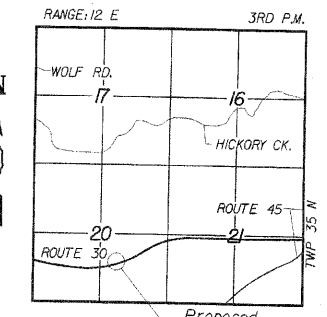 RANGE: 12 E 3RD P.M.
WOLF RD.
17 16
HICKORY CK.
ROUTE 45
20 21
ROUTE 30
TWP 35 N
Proposed